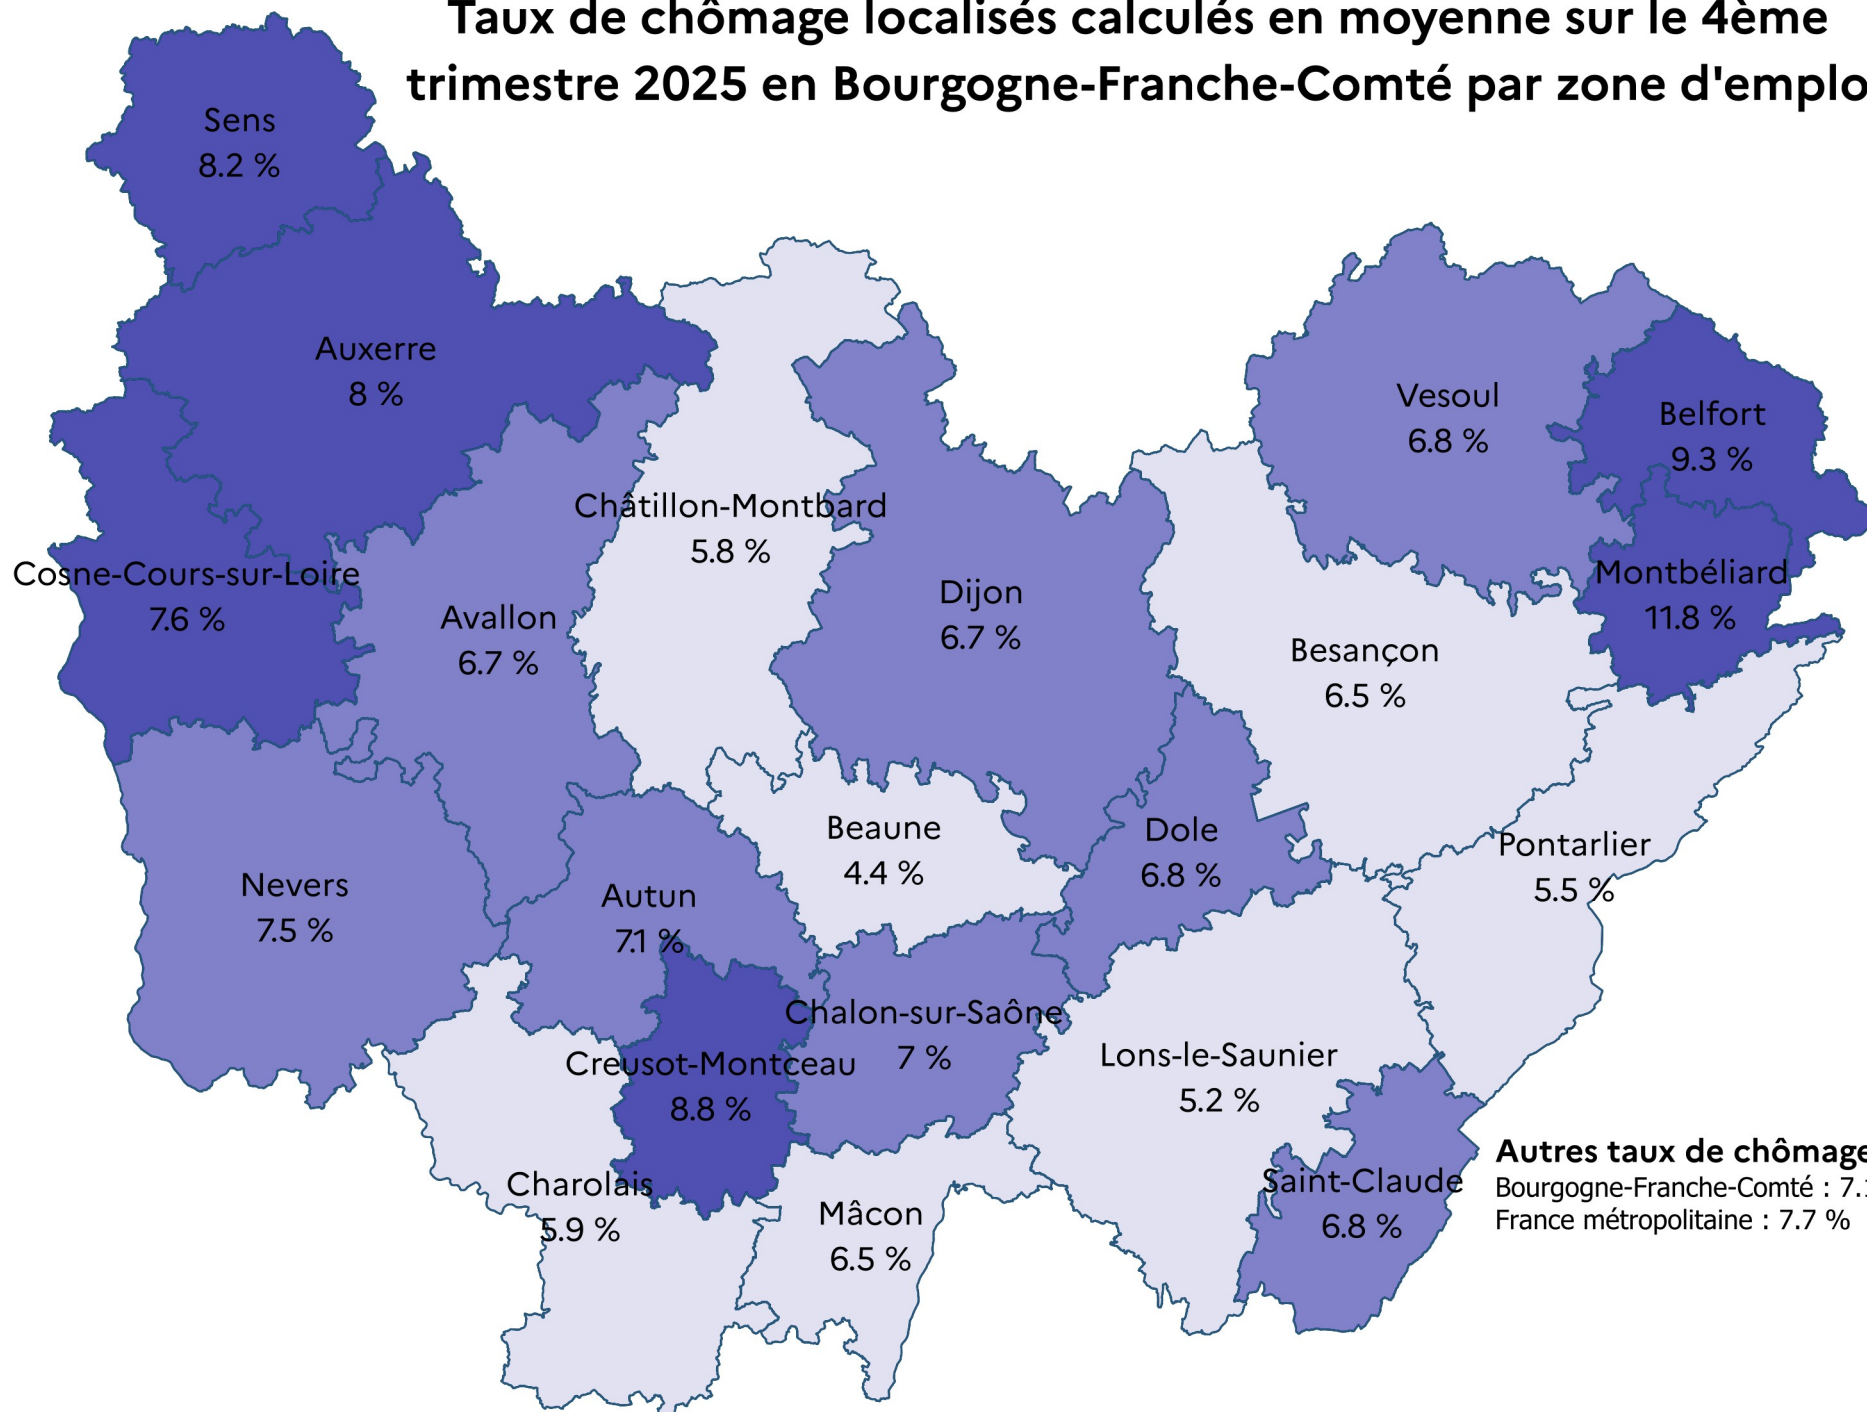 Taux de chômage localisés calculés en moyenne sur le 4ème
trimestre 2025 en Bourgogne-Franche-Comté par zone d'emplo
Sens
8.2 %
Auxerre
8 %
Vesoul
6.8 %
Belfort
9.3 %
Châtillon-Montbard
5.8 %
Cosne-Cours-sur-Loire
7.6 %
Montbéliard
11.8 %
Dijon
6.7 %
Avallon
6.7 %
Besançon
6.5 %
Beaune
4.4 %
Dole
6.8 %
Pontarlier
5.5 %
Nevers
7.5 %
Autun
7.1 %
Chalon-sur-Saône
7 %
Creusot-Montceau
8.8 %
Lons-le-Saunier
5.2 %
Charolais
5.9 %
Mâcon
6.5 %
Saint-Claude
6.8 %
Autres taux de chômage
Bourgogne-Franche-Comté : 7.
France métropolitaine : 7.7 %